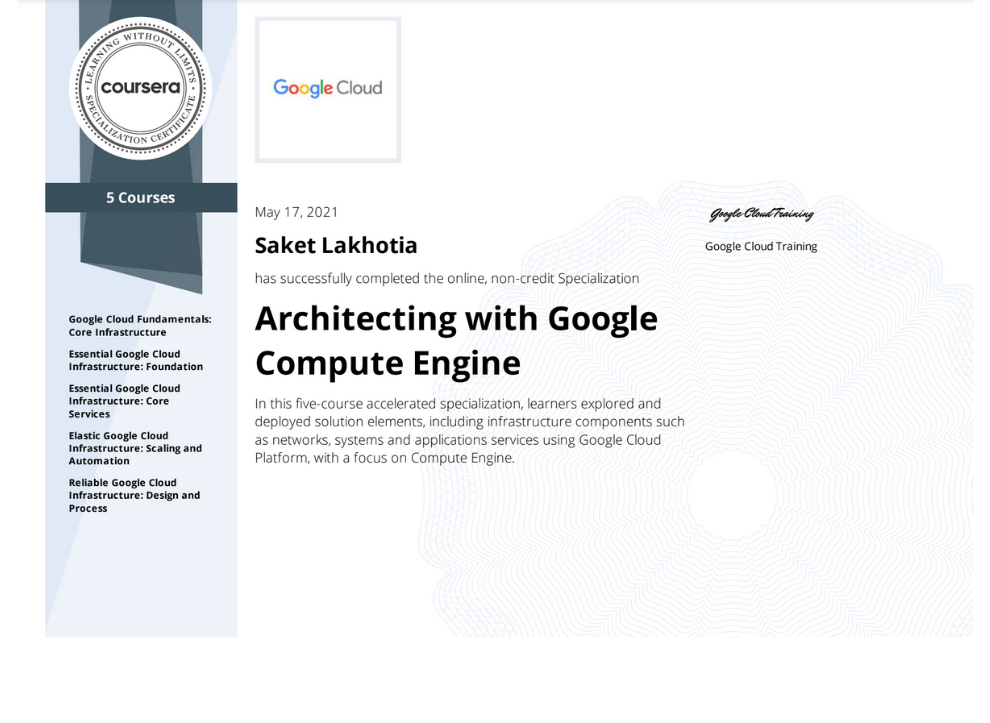 LEARNING WITHOUT LIMITS
coursera
SPECIALIZATION CERTIFICATE
Google Cloud
5 Courses
Google Cloud Fundamentals:
Core Infrastructure
Essential Google Cloud
Infrastructure: Foundation
Essential Google Cloud
Infrastructure: Core
Services
Elastic Google Cloud
Infrastructure: Scaling and
Automation
Reliable Google Cloud
Infrastructure: Design and
Process
May 17, 2021
Saket Lakhotia
has successfully completed the online, non-credit Specialization
Architecting with Google
Compute Engine
In this five-course accelerated specialization, learners explored and
deployed solution elements, including infrastructure components such
as networks, systems and applications services using Google Cloud
Platform, with a focus on Compute Engine.
Google Cloud Training
Google Cloud Training